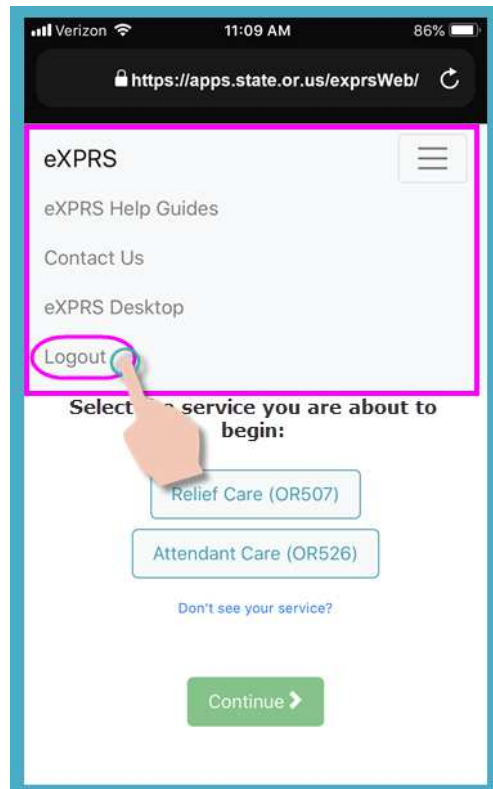 Verizon 11:09 AM 86%
https://apps.state.or.us/exprsWeb/
eXPRS
eXPRS Help Guides
Contact Us
eXPRS Desktop
Logout
Select service you are about to
begin:
Relief Care (OR507)
Attendant Care (OR526)
Don't see your service?
Continue